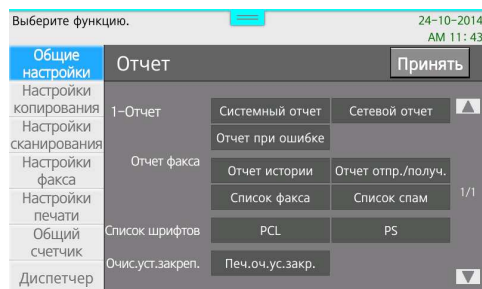 Выберите функцию.
24-10-2014
AM 11:43
Общие
настройки
Отчет
Принять
Настройки
копирования
1-Отчет
Системный отчет
Сетевой отчет
Настройки
сканирования
Отчет при ошибке
Настройки
факса
Отчет факса
Отчет истории
Отчет отпр./получ.
Список факса
Список спам
1/1
Настройки
печати
Общий
счетчик
Список шрифтов
PCL
PS
Очис.уст.закреп.
Печ.оч.ус.закр.
Диспетчер